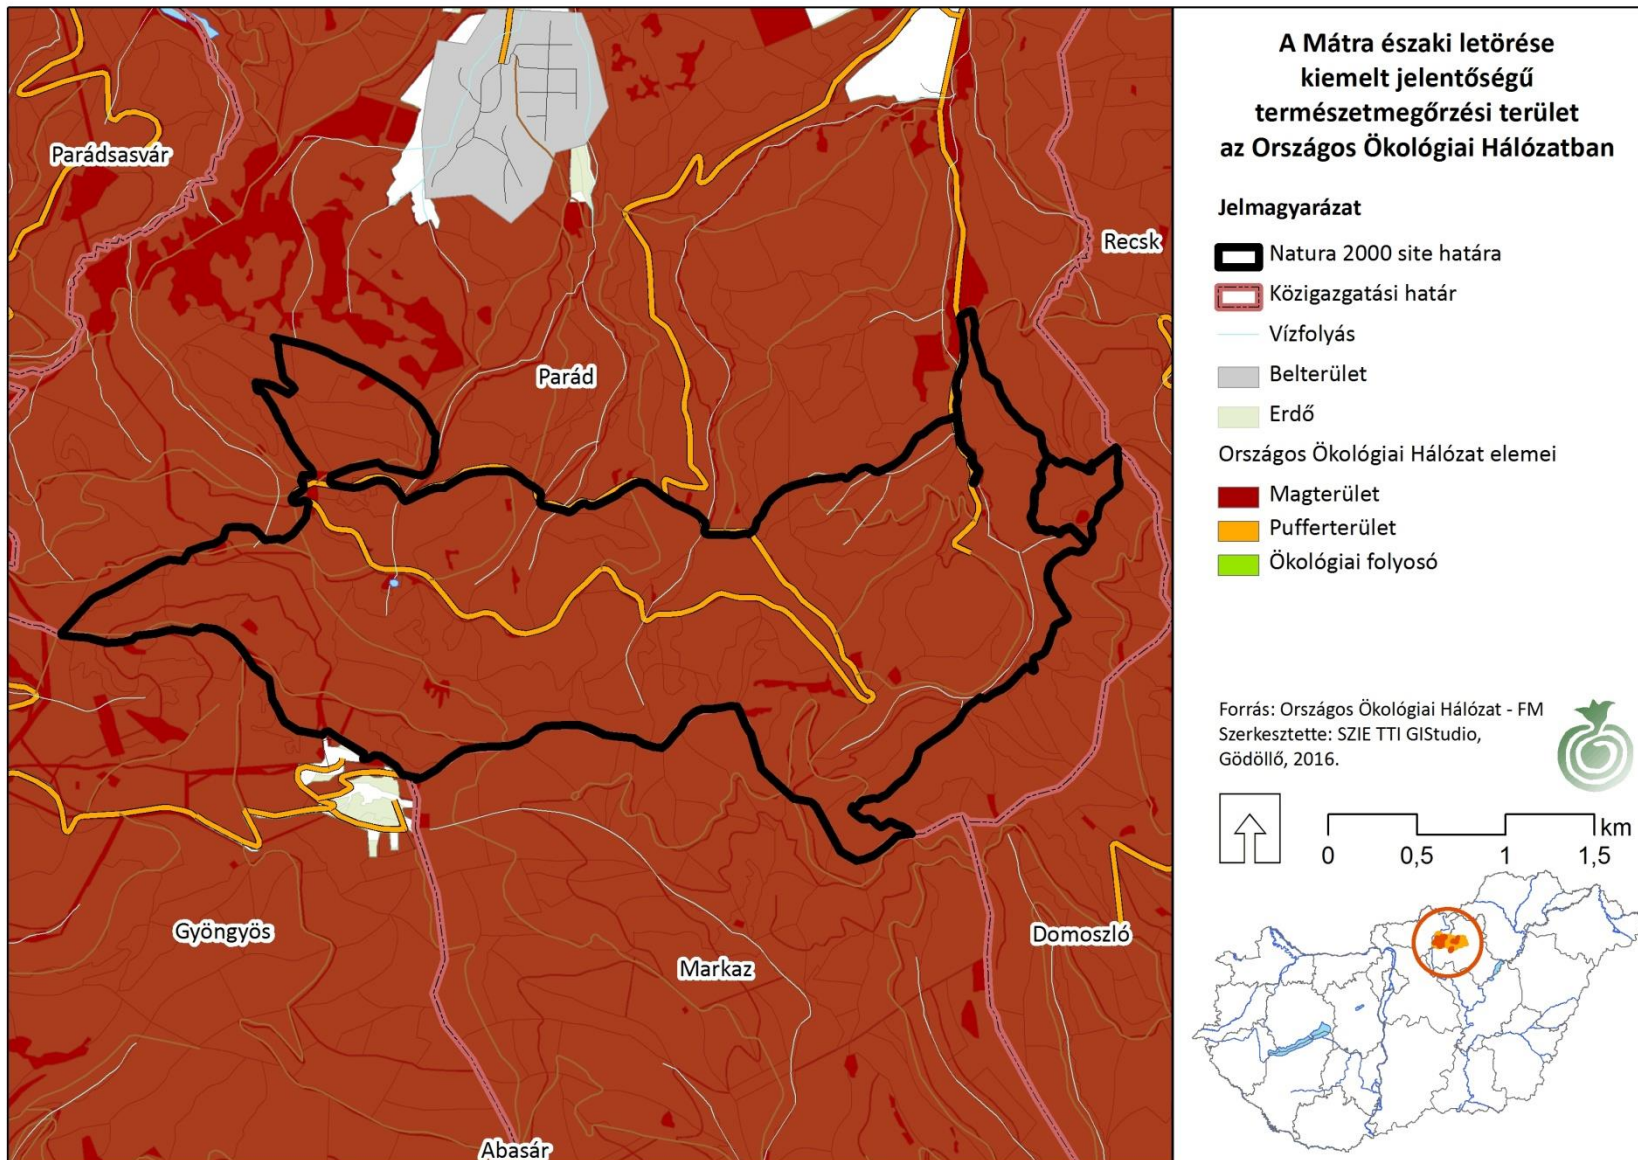 A Mátra északi letörése
kiemelt jelentőségű
természetmegőrzési terület
az Országos Ökológiai Hálózatban
Jelmagyarázat
Natura 2000 site határa
Közigazgatási határ
Vízfolyás
Belterület
Erdő
Országos Ökológiai Hálózat elemei
Magterület
Pufferterület
Ökológiai folyosó
Forrás: Országos Ökológiai Hálózat - FM
Szerkesztette: SZIE TTI GIStudio,
Gödöllő, 2016.
km
0 0,5 1 1,5
Parádsasvár
Recsk
Parád
Gyöngyös
Markaz
Domoszló
Abasár